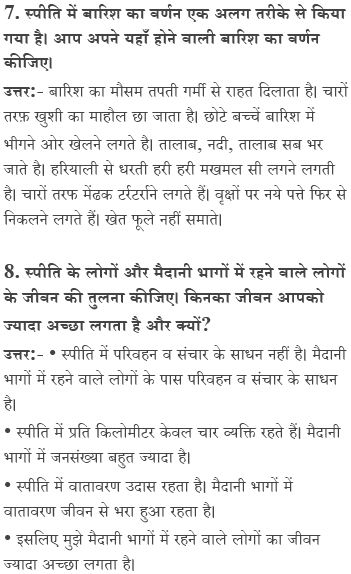 7. स्पीति में बारिश का वर्णन एक अलग तरीके से किया
गया है। आप अपने यहाँ होने वाली बारिश का वर्णन
कीजिए।
उत्तर:- बारिश का मौसम तपती गर्मी से राहत दिलाता है। चारों
तरफ़ खुशी का माहौल छा जाता है। छोटे बच्चें बारिश में
भीगने ओर खेलने लगते है। तालाब, नदी, तालाब सब भर
जाते है। हरियाली से धरती हरी हरी मखमल सी लगने लगती
है। चारों तरफ मेंढक टर्रटर्राने लगते हैं। वृक्षों पर नये पत्ते फिर से
निकलने लगते हैं। खेत फूले नहीं समाते।
8. स्पीति के लोगों और मैदानी भागों में रहने वाले लोगों
के जीवन की तुलना कीजिए। किनका जीवन आपको
ज्यादा अच्छा लगता है और क्यों?
उत्तर:- • स्पीति में परिवहन व संचार के साधन नहीं है। मैदानी
भागों में रहने वाले लोगों के पास परिवहन व संचार के साधन
है।
• स्पीति में प्रति किलोमीटर केवल चार व्यक्ति रहते हैं। मैदानी
भागों में जनसंख्या बहुत ज्यादा है।
• स्पीति में वातावरण उदास रहता है। मैदानी भागों में
वातावरण जीवन से भरा हुआ रहता है।
• इसलिए मुझे मैदानी भागों में रहने वाले लोगों का जीवन
ज्यादा अच्छा लगता है।